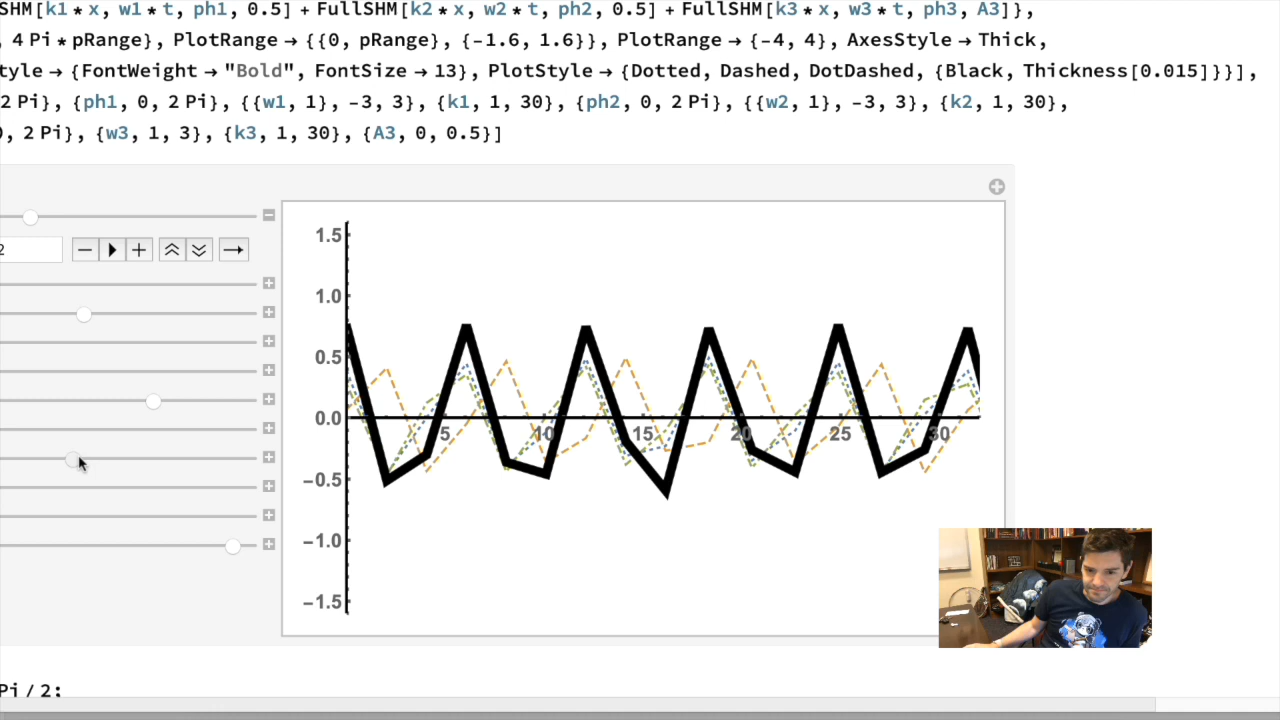 SHM[k1*x, w1*t, ph1, 0.5] + FullSHM[k2*x, w2*t, ph2, 0.5] + FullSHM[k3*x, w3*t, ph3, A3]},
, 4 Pi*pRange}, PlotRange → {{0, pRange}, {-1.6, 1.6}}, PlotRange → {-4, 4}, AxesStyle → Thick,
tyle → {FontWeight → "Bold", FontSize → 13}, PlotStyle → {Dotted, Dashed, DotDashed, {Black, Thickness[0.015]}}],
2 Pi}, {ph1, 0, 2 Pi}, {{w1, 1}, -3, 3}, {k1, 1, 30}, {ph2, 0, 2 Pi}, {{w2, 1}, -3, 3}, {k2, 1, 30},
, 2 Pi}, {w3, 1, 3}, {k3, 1, 30}, {A3, 0, 0.5}]
2
1.5
1.0
0.5
0.0
5 10 15 20 25 30
-0.5
-1.0
-1.5
Pi / 2;